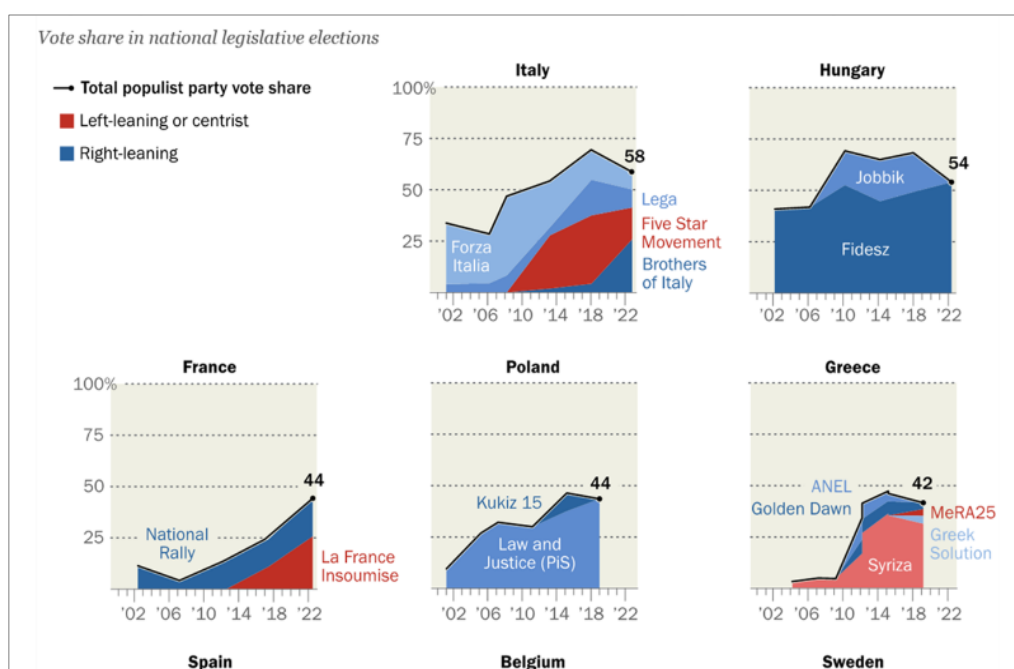 Vote share in national legislative elections
Total populist party vote share
Left-leaning or centrist
Right-leaning
Italy
100%
75
50
25
58
Lega
Five Star
Movement
Brothers
of Italy
Forza
Italia
'02 '06 '10 '14 '18 '22
Hungary
54
Jobbik
Fidesz
'02 '06 '10 '14 '18 '22
France
100%
75
50
25
44
National
Rally
La France
Insoumise
'02 '06 '10 '14 '18 '22
Poland
44
Kukiz 15
Law and
Justice (PiS)
'02 '06 '10 '14 '18 '22
Greece
42
ANEL
Golden Dawn
MeRA25
Greek
Solution
Syriza
'02 '06 '10 '14 '18 '22
Spain
Belgium
Sweden